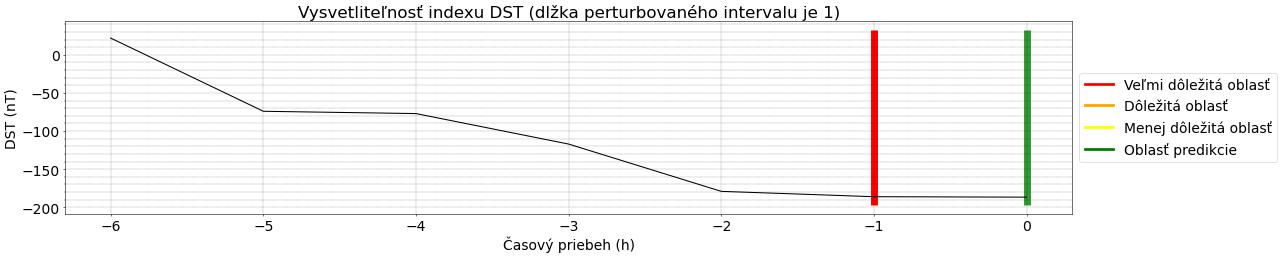 Vysvetliteľnosť indexu DST (dlžka perturbovaného intervalu je 1)
DST (nT)
0
−50
−100
−150
−200
−6 −5 −4 −3 −2 −1 0
Časový priebeh (h)
Veľmi dôležitá oblasť
Dôležitá oblasť
Menej dôležitá oblasť
Oblasť predikcie